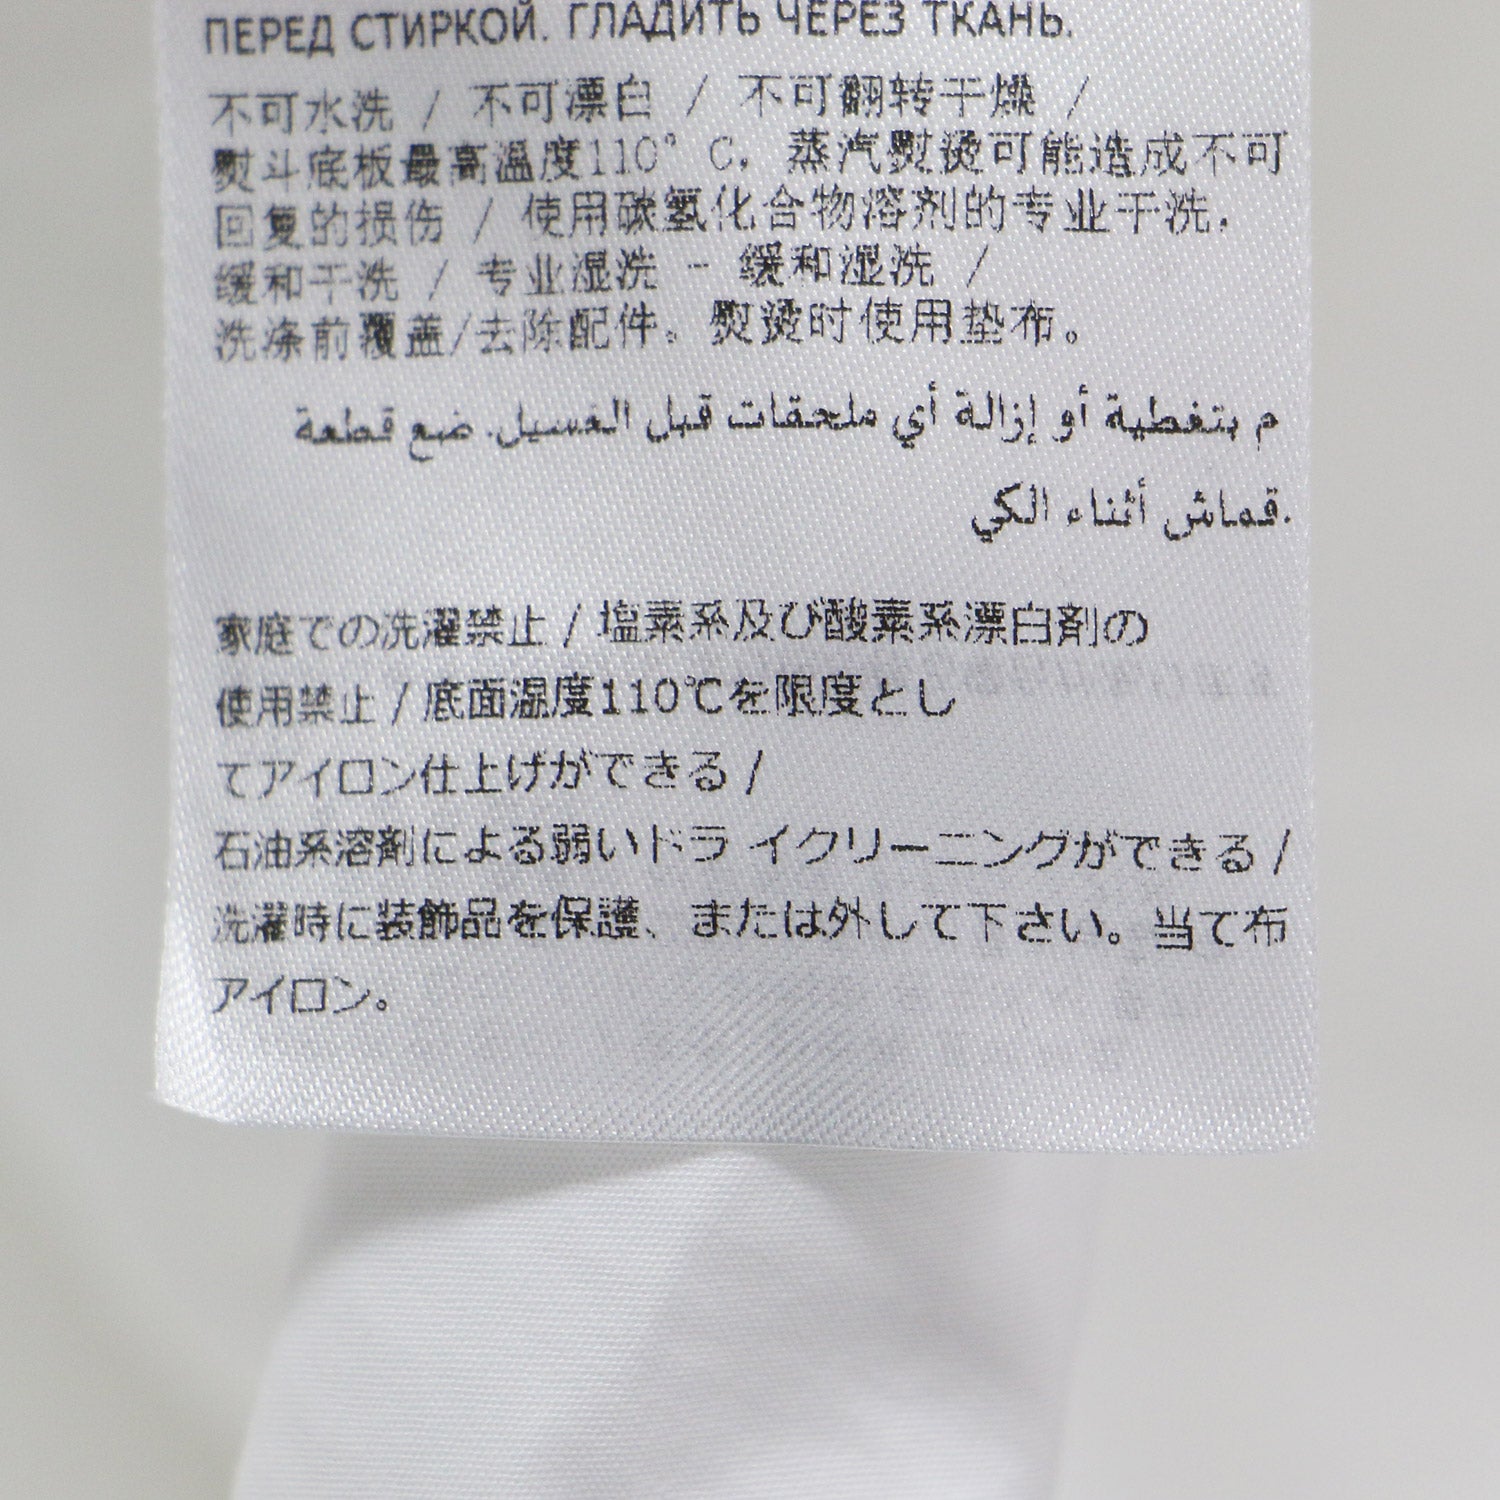 ПЕРЕД СТИРКОЙ. ГЛАДИТЬ ЧЕРЕЗ ТКАНЬ.
不可水洗 / 不可漂白 / 不可翻转干燥 /
熨斗底板最高温度110° C，蒸汽熨烫可能造成不可
回复的损伤 / 使用碳氢化合物溶剂的专业干洗，
缓和干洗 / 专业湿洗 - 缓和湿洗 /
洗涤前覆盖/去除配件。熨烫时使用垫布。
م بتغطية أو إزالة أي ملحقات قبل الغسيل. ضع قطعة
قماش أثناء الكي.
家庭での洗濯禁止 / 塩素系及び酸素系漂白剤の
使用禁止 / 底面温度110℃を限度とし
てアイロン仕上げができる /
石油系溶剤による弱いドラ イクリーニングができる /
洗濯時に装飾品を保護、または外して下さい。当て布
アイロン。